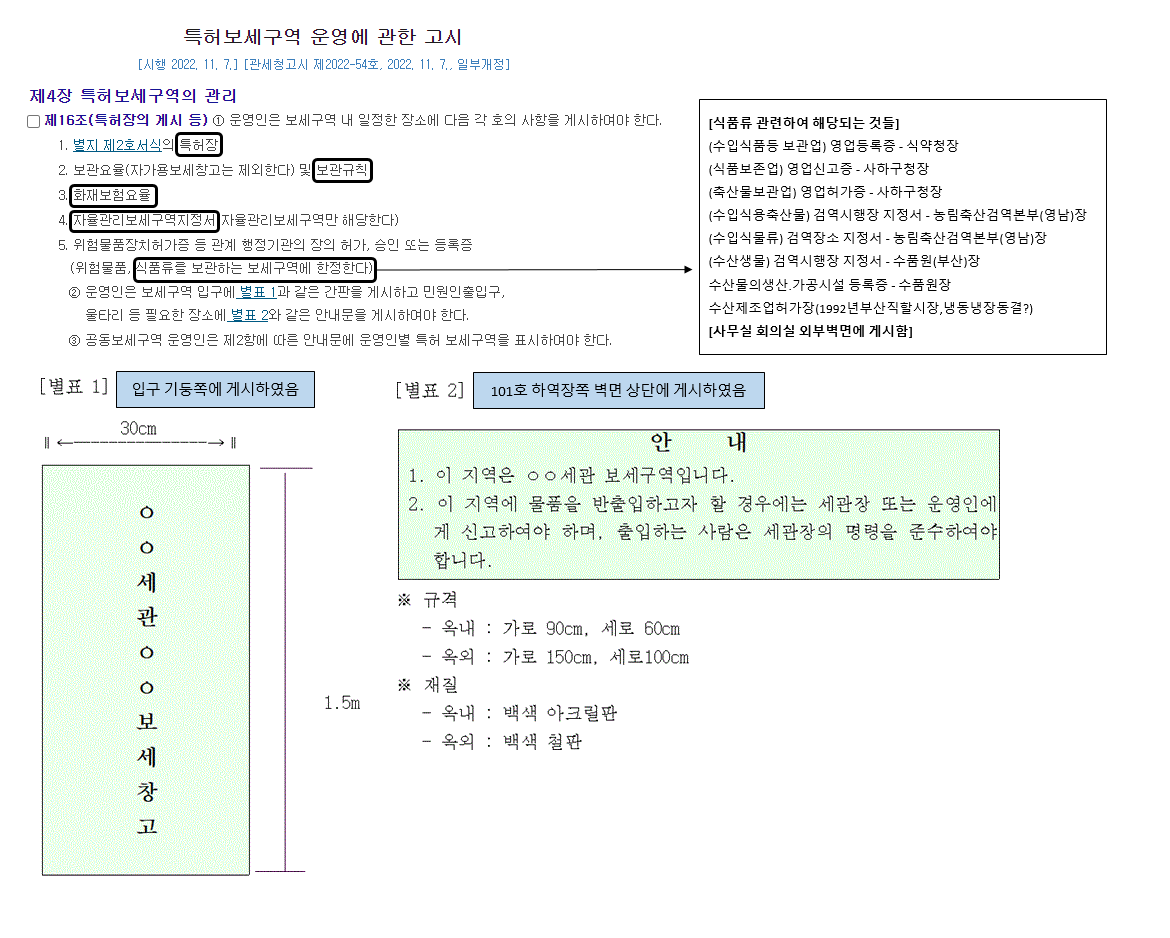 특허보세구역 운영에 관한 고시
[시행 2022. 11. 7.] [관세청고시 제2022-54호, 2022. 11. 7., 일부개정]
제4장 특허보세구역의 관리
제16조(특허장의 게시 등) ① 운영인은 보세구역 내 일정한 장소에 다음 각 호의 사항을 게시하여야 한다.
1. 별지 제2호서식의 특허장
2. 보관요율(자가용보세창고는 제외한다) 및 보관규칙
3. 화재보험요율
4. 자율관리보세구역지정서 자율관리보세구역만 해당한다)
5. 위험물품장치허가증 등 관계 행정기관의 장의 허가, 승인 또는 등록증
(위험물품, 식품류를 보관하는 보세구역에 한정한다)
② 운영인은 보세구역 입구에 별표 1과 같은 간판을 게시하고 민원인출입구,
울타리 등 필요한 장소에 별표 2와 같은 안내문을 게시하여야 한다.
③ 공동보세구역 운영인은 제2항에 따른 안내문에 운영인별 특허 보세구역을 표시하여야 한다.
[식품류 관련하여 해당되는 것들]
(수입식품등 보관업) 영업등록증 - 식약청장
(식품보존업) 영업신고증 - 사하구청장
(축산물보관업) 영업허가증 - 사하구청장
(수입식용축산물) 검역시행장 지정서 - 농림축산검역본부(영남)장
(수입식물류) 검역장소 지정서 - 농림축산검역본부(영남)장
(수산생물) 검역시행장 지정서 - 수품원(부산)장
수산물의생산.가공시설 등록증 - 수품원장
수산제조업허가장(1992년부산직할시장,냉동냉장동결?)
[사무실 회의실 외부벽면에 게시함]
[별표 1] 입구 기둥쪽에 게시하였음
30cm
ㅇ
ㅇ
세
관
ㅇ
ㅇ
보
세
창
고
1.5m
[별표 2] 101호 하역장쪽 벽면 상단에 게시하였음
안 내
1. 이 지역은 ㅇㅇ세관 보세구역입니다.
2. 이 지역에 물품을 반출입하고자 할 경우에는 세관장 또는 운영인에
게 신고하여야 하며, 출입하는 사람은 세관장의 명령을 준수하여야
합니다.
※ 규격
- 옥내 : 가로 90cm, 세로 60cm
- 옥외 : 가로 150cm, 세로100cm
※ 재질
- 옥내 : 백색 아크릴판
- 옥외 : 백색 철판